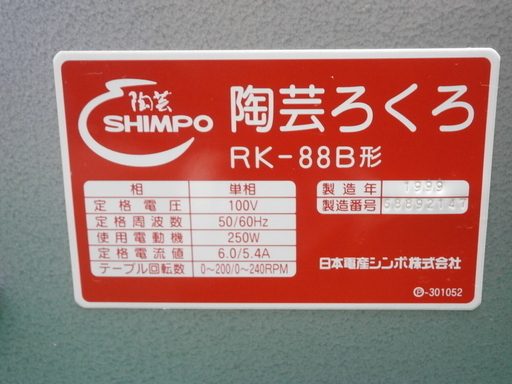 陶芸
SHIMPO
陶芸ろくろ
RK-88B形
相 単相
定格電圧 100V
定格周波数 50/60Hz
使用電動機 250W
定格電流値 6.0/5.4A
テーブル回転数 0～200/0～240RPM
製造年 1999
製造番号 58892147
日本電産シンポ株式会社
-301052